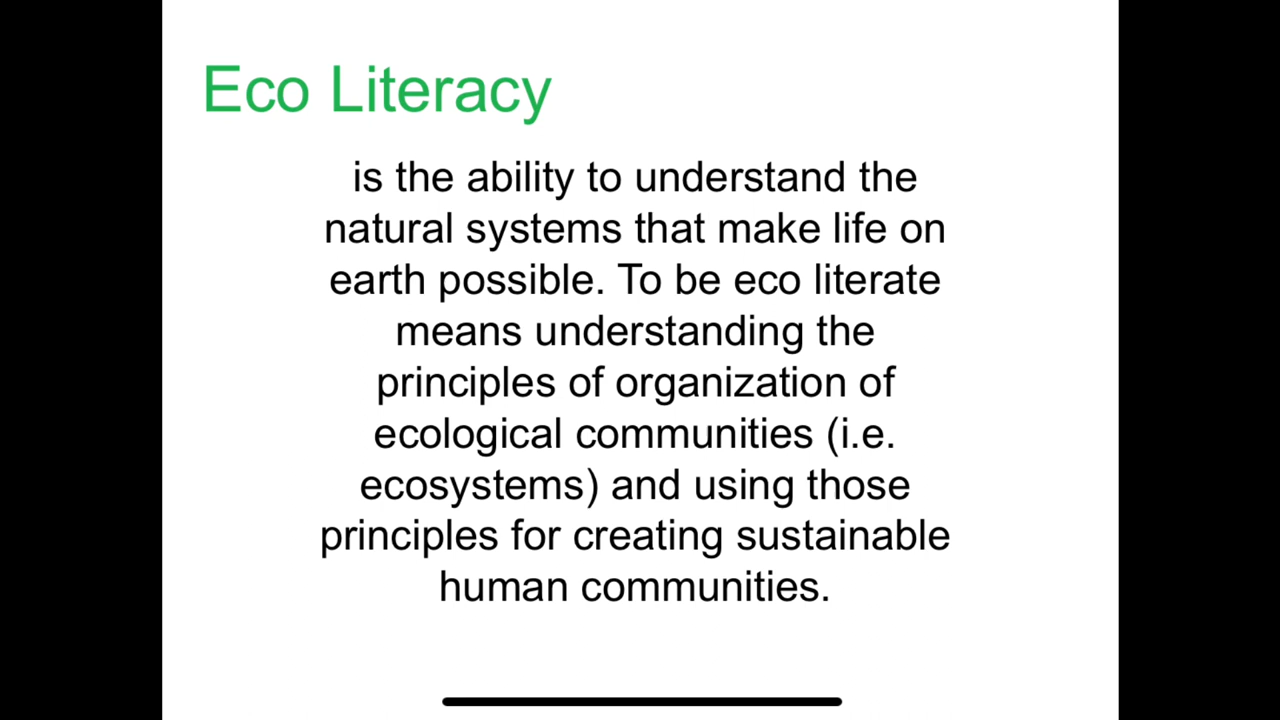 Eco Literacy
is the ability to understand the
natural systems that make life on
earth possible. To be eco literate
means understanding the
principles of organization of
ecological communities (i.e.
ecosystems) and using those
principles for creating sustainable
human communities.